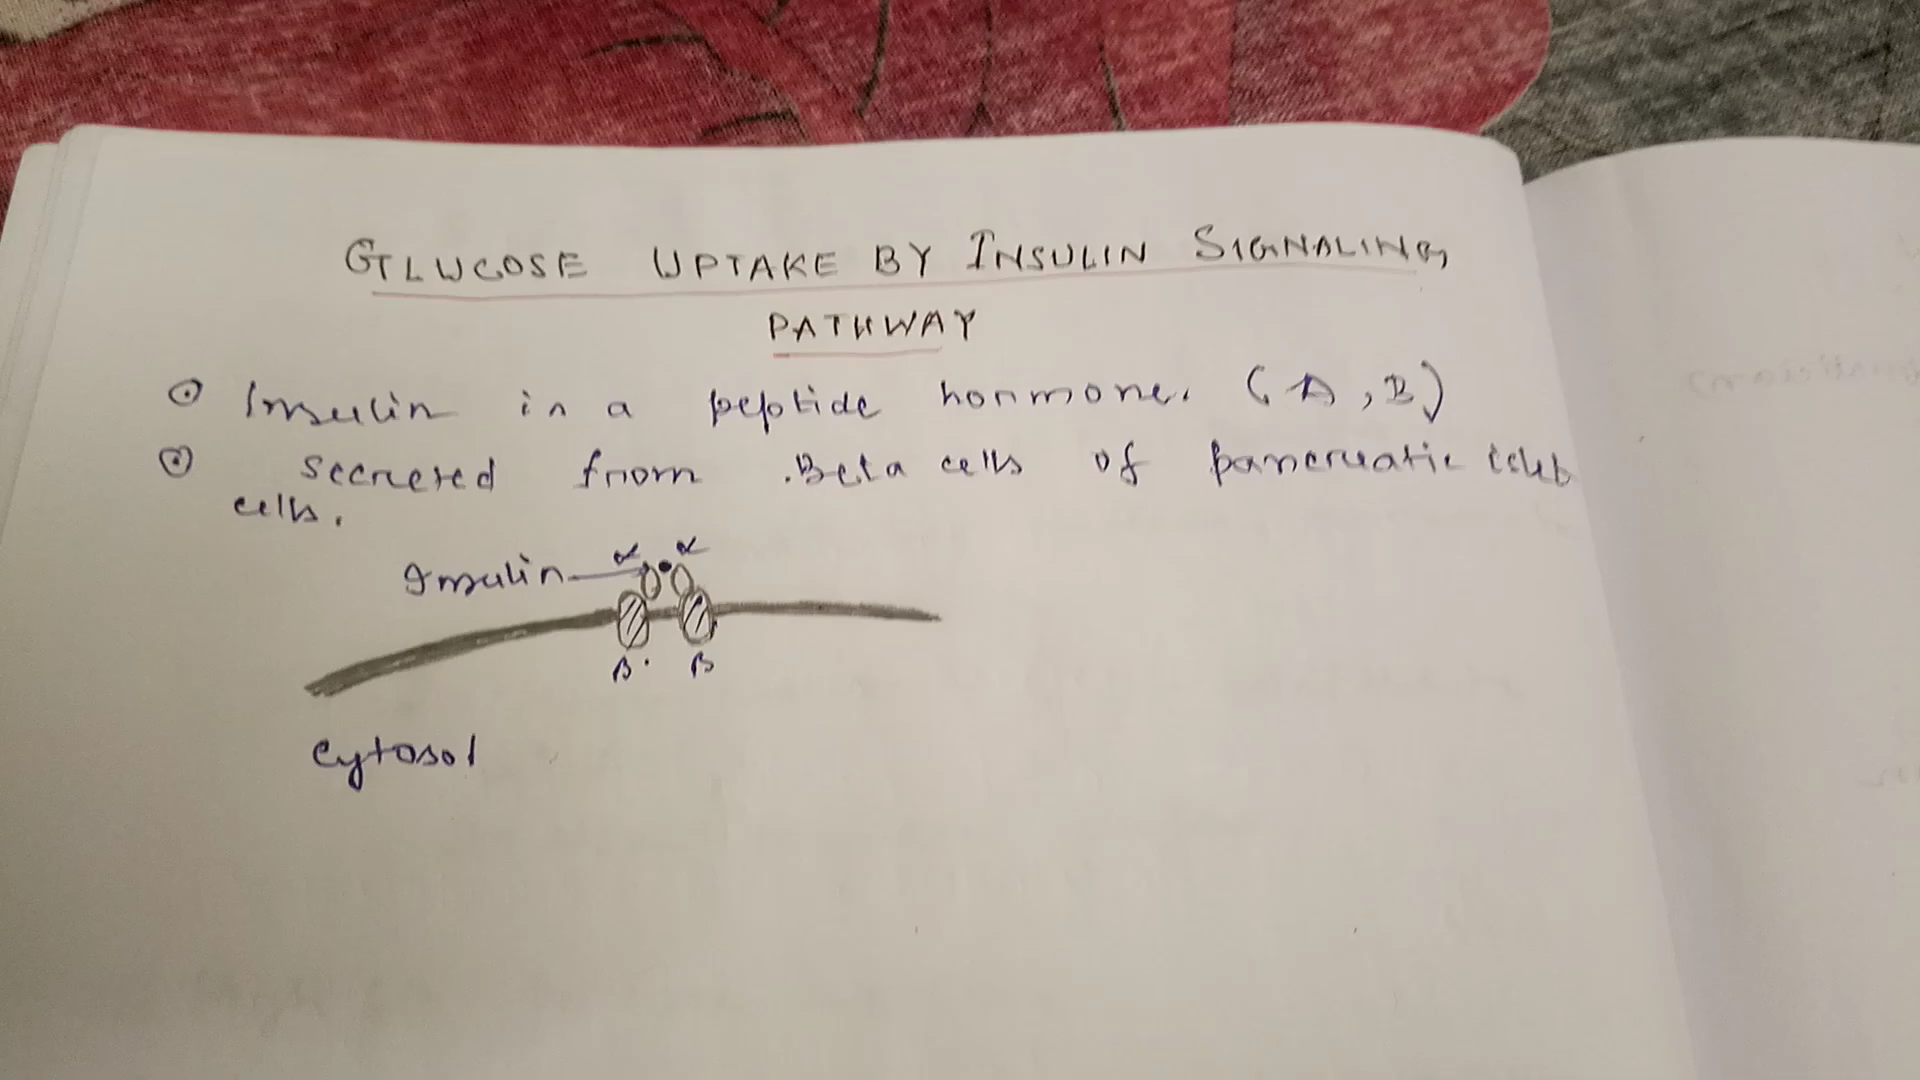 GLUCOSE UPTAKE BY INSULIN SIGNALING
PATHWAY
Insulin is a peptide hormone. (A, B)
secreted from Beta cells of pancreatic islet
cells.
Insulin α α
β β
Cytosol